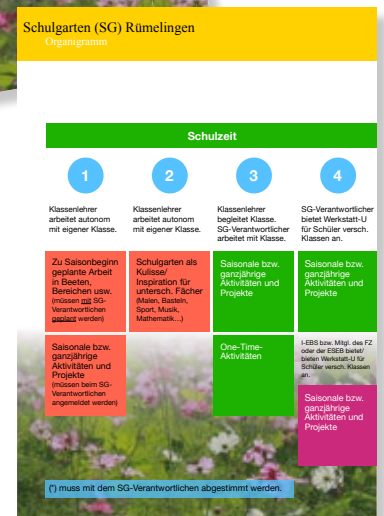 Schulgarten (SG) Rümelingen
Organigramm
Schulzeit
1
Klassenlehrer
arbeitet autonom
mit eigener Klasse.
Zu Saisonbeginn
geplante Arbeit
in Beeten,
Bereichen usw.
(müssen mit SG-
Verantwortlichen
geplant werden)
Saisonale bzw.
ganzjährige
Aktivitäten und
Projekte
(müssen beim SG-
Verantwortlichen
angemeldet werden)
2
Klassenlehrer
arbeitet autonom
mit eigener Klasse.
Schulgarten als
Kulisse/
Inspiration für
untersch. Fächer
(Malen, Basteln,
Sport, Musik,
Mathematik...)
3
Klassenlehrer
begleitet Klasse.
SG-Verantwortlicher
arbeitet mit Klasse.
Saisonale bzw.
ganzjährige
Aktivitäten und
Projekte
One-Time-
Aktivitäten
4
SG-Verantwortlicher
bietet Werkstatt-U
für Schüler versch.
Klassen an.
Saisonale bzw.
ganzjährige
Aktivitäten und
Projekte
I-EBS bzw. Mitgl. des FZ
oder der ESEB bietet/
bieten Werkstatt-U für
Schüler versch. Klassen
an.
Saisonale bzw.
ganzjährige
Aktivitäten und
Projekte
(*) muss mit dem SG-Verantwortlichen abgestimmt werden.